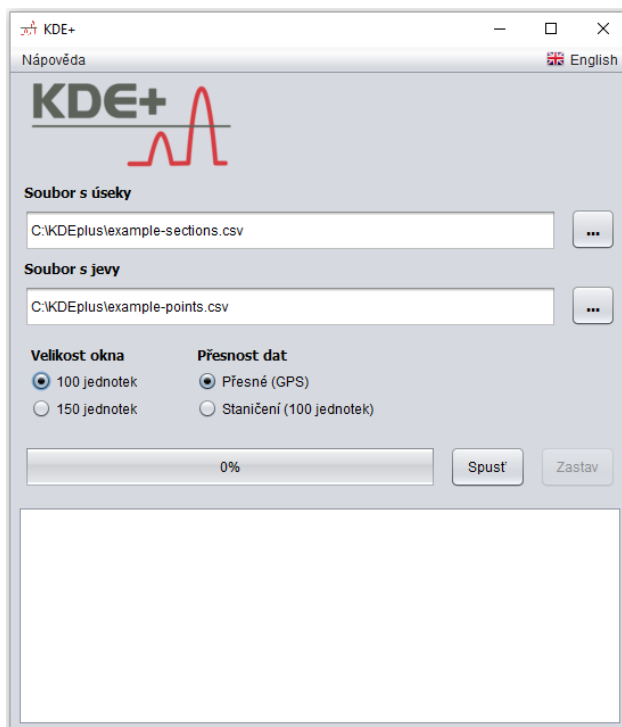 KDE+
Nápověda English
KDE+
Soubor s úseky
C:\KDEplus\example-sections.csv ...
Soubor s jevy
C:\KDEplus\example-points.csv ...
Velikost okna Přesnost dat
100 jednotek Přesné (GPS)
150 jednotek Staničení (100 jednotek)
0% Spusť Zastav